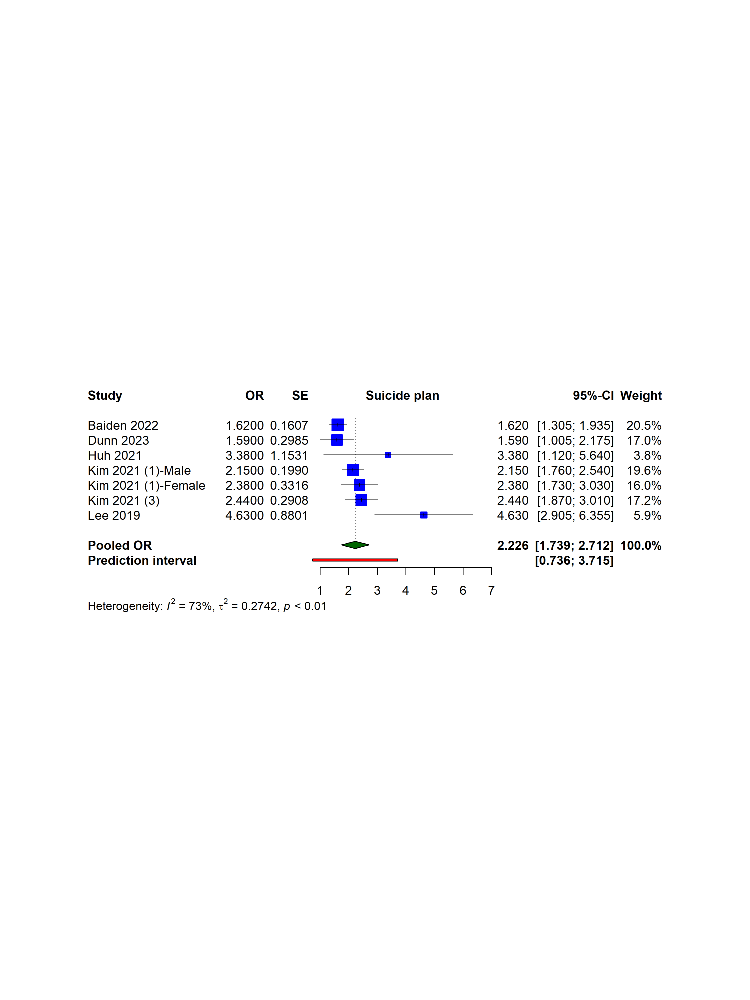 Study OR SE Suicide plan 95%-CI Weight
Baiden 2022 1.6200 0.1607 1.620 [1.305; 1.935] 20.5%
Dunn 2023 1.5900 0.2985 1.590 [1.005; 2.175] 17.0%
Huh 2021 3.3800 1.1531 3.380 [1.120; 5.640] 3.8%
Kim 2021 (1)-Male 2.1500 0.1990 2.150 [1.760; 2.540] 19.6%
Kim 2021 (1)-Female 2.3800 0.3316 2.380 [1.730; 3.030] 16.0%
Kim 2021 (3) 2.4400 0.2908 2.440 [1.870; 3.010] 17.2%
Lee 2019 4.6300 0.8801 4.630 [2.905; 6.355] 5.9%
Pooled OR 2.226 [1.739; 2.712] 100.0%
Prediction interval [0.736; 3.715]
1 2 3 4 5 6 7
Heterogeneity: I² = 73%, τ² = 0.2742, p < 0.01